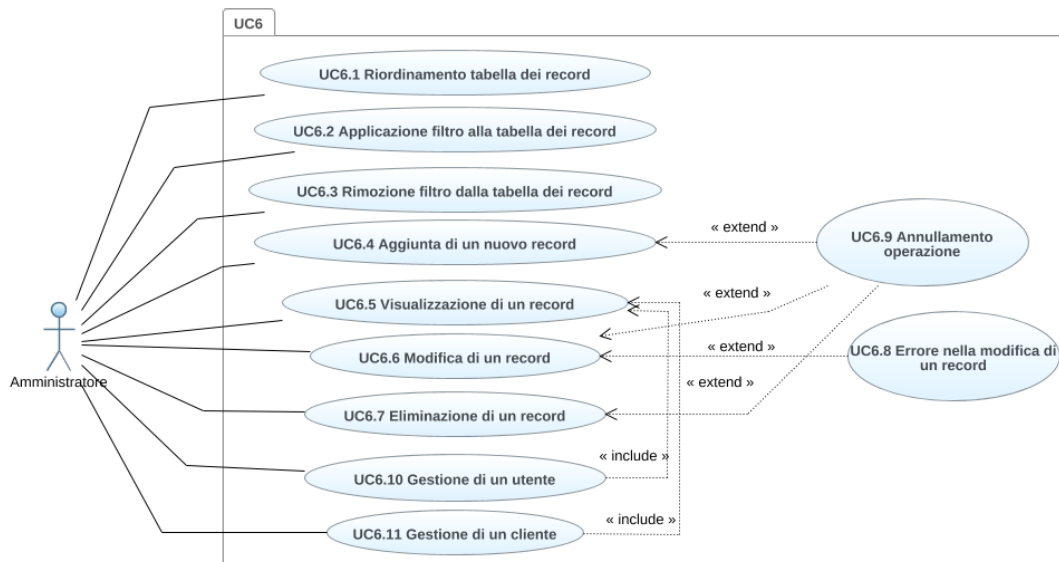 UC6
UC6.1 Riordinamento tabella dei record
UC6.2 Applicazione filtro alla tabella dei record
UC6.3 Rimozione filtro dalla tabella dei record
UC6.4 Aggiunta di un nuovo record
« extend »
UC6.9 Annullamento
operazione
UC6.5 Visualizzazione di un record
« extend »
UC6.6 Modifica di un record
« extend »
UC6.8 Errore nella modifica di
un record
Amministratore
« extend »
UC6.7 Eliminazione di un record
« include »
UC6.10 Gestione di un utente
« include »
UC6.11 Gestione di un cliente